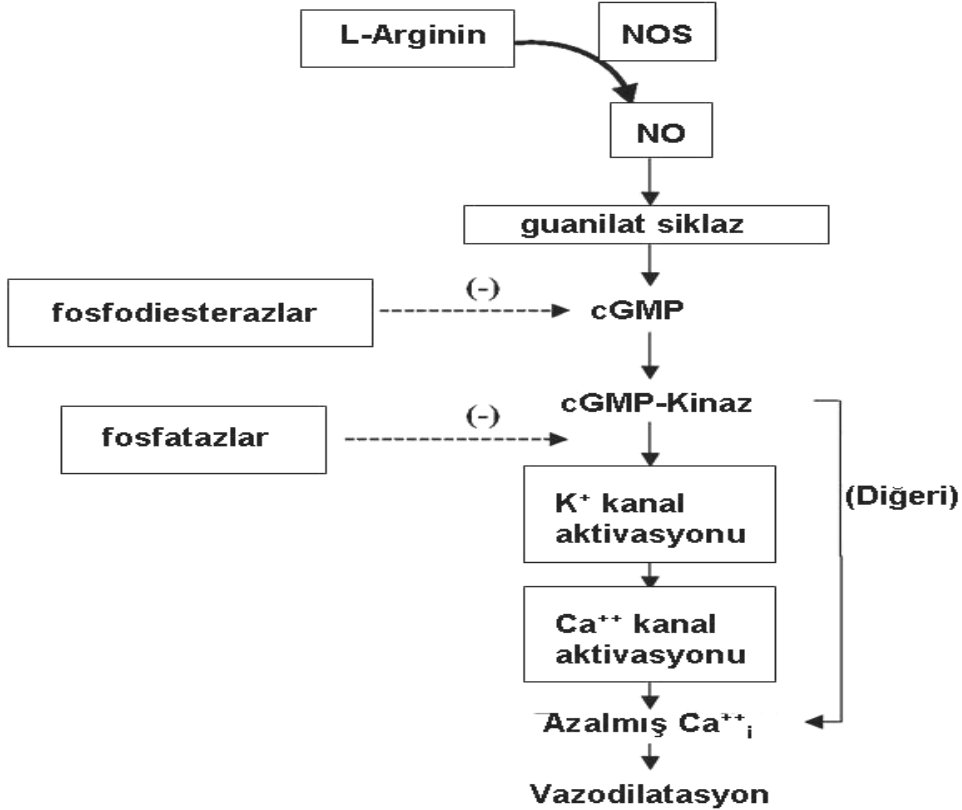 L-Arginin
NOS
NO
guanilat siklaz
fosfodiesterazlar
(-)
cGMP
cGMP-Kinaz
fosfatazlar
(-)
K⁺ kanal
aktivasyonu
(Diğeri)
Ca⁺⁺ kanal
aktivasyonu
Azalmış Ca⁺⁺ᵢ
Vazodilatasyon